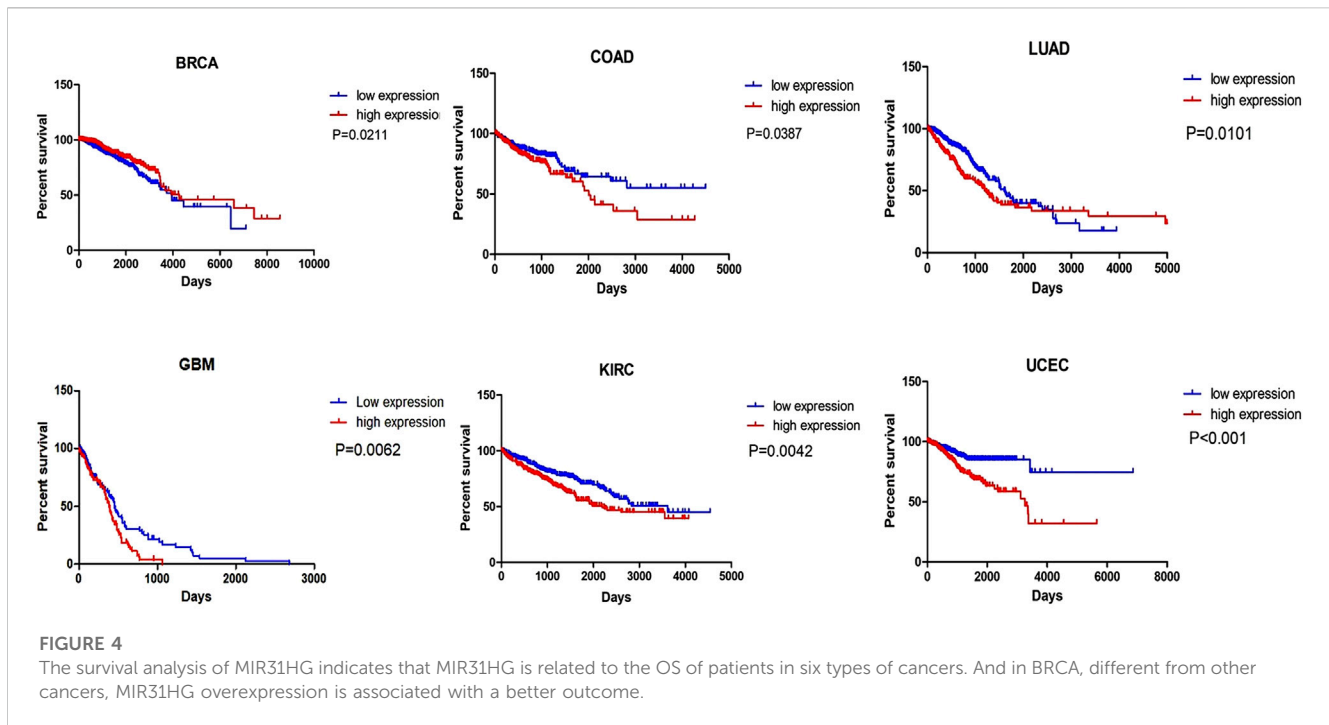 BRCA
150
100
50
0
0 2000 4000 6000 8000 10000
Percent survival
Days
low expression
high expression
P=0.0211
COAD
150
100
50
0
0 1000 2000 3000 4000 5000
Percent survival
Days
low expression
high expression
P=0.0387
LUAD
150
100
50
0
0 1000 2000 3000 4000 5000
Percent survival
Days
low expression
high expression
P=0.0101
GBM
150
100
50
0
0 1000 2000 3000
Percent survival
Days
Low expression
high expression
P=0.0062
KIRC
150
100
50
0
0 1000 2000 3000 4000 5000
Percent survival
Days
low expression
high expression
P=0.0042
UCEC
150
100
50
0
0 2000 4000 6000 8000
Percent survival
Days
low expression
high expression
P<0.001
FIGURE 4
The survival analysis of MIR31HG indicates that MIR31HG is related to the OS of patients in six types of cancers. And in BRCA, different from other
cancers, MIR31HG overexpression is associated with a better outcome.